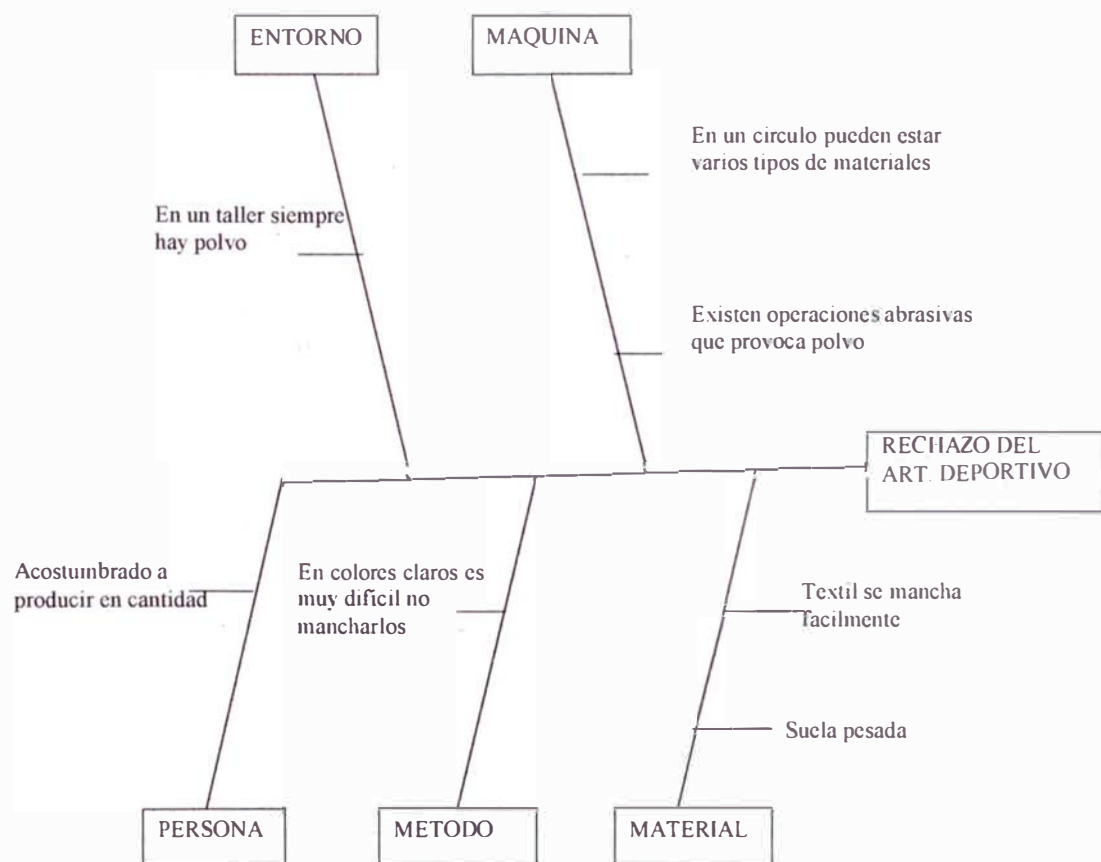 ENTORNO
MAQUINA
En un circulo pueden estar
varios tipos de materiales
En un taller siempre
hay polvo
Existen operaciones abrasivas
que provoca polvo
RECHAZO DEL
ART. DEPORTIVO
Acostumbrado a
producir en cantidad
En colores claros es
muy dificil no
mancharlos
Textil se mancha
facilmente
Suela pesada
PERSONA
METODO
MATERIAL